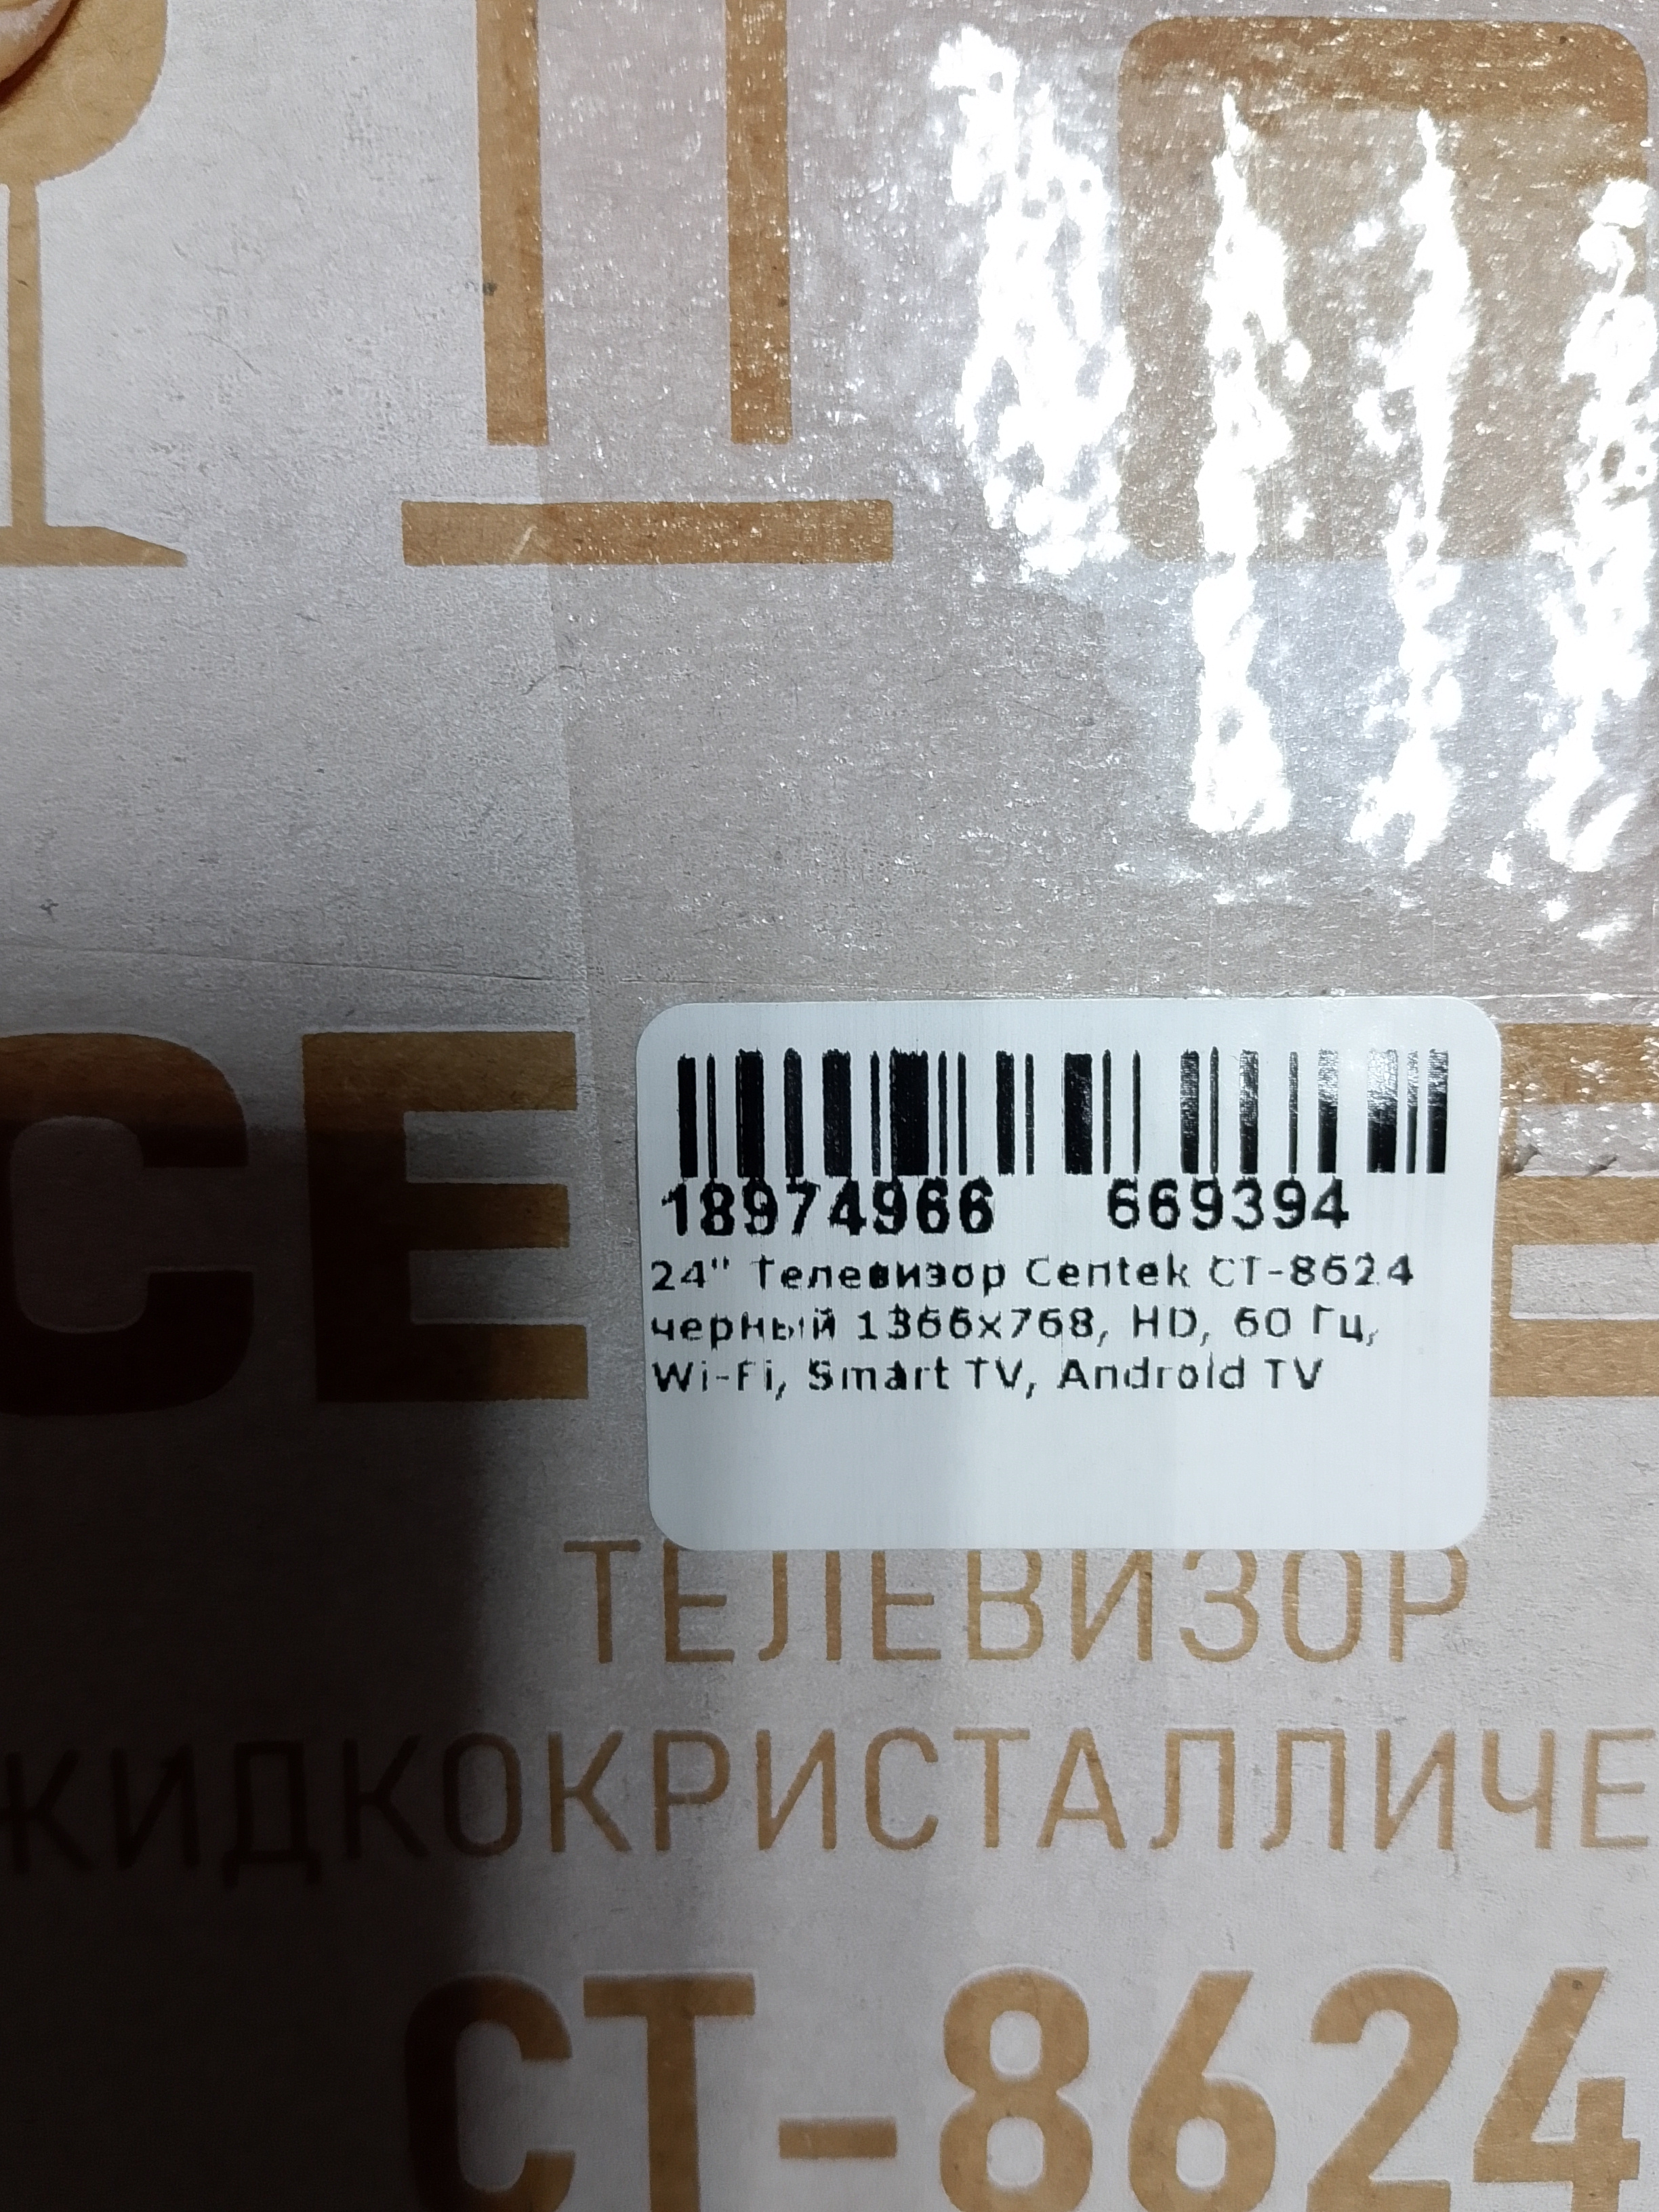 CE
E
18974966 669394
24" Телевизор Centek CT-8624
черный 1366x768, HD, 60 Гц,
Wi-Fi, Smart TV, Android TV
ТЕЛЕВИЗОР
ЖИДКОКРИСТАЛЛИЧЕ
CT-8624